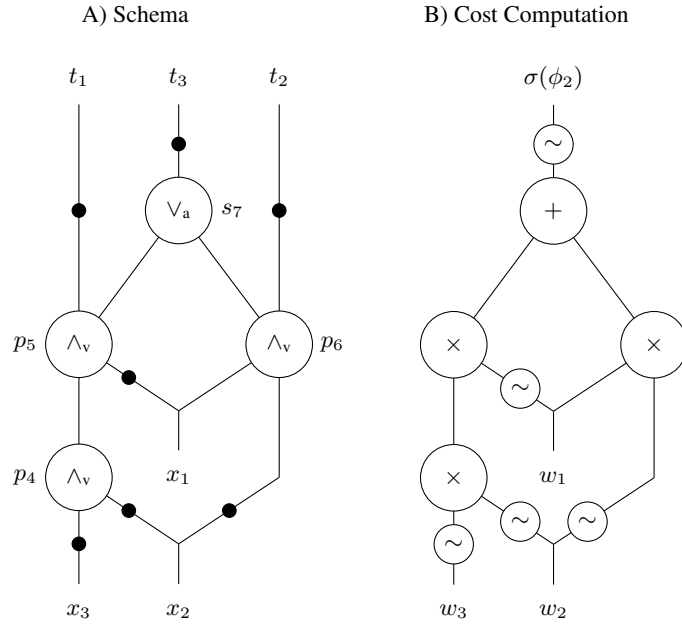 A) Schema B) Cost Computation
t₁ t₃ t₂ σ(ϕ₂)
∼
∨ₐ s₇ +
p₅ ∧ᵥ ∧ᵥ p₆ × ×
∼
p₄ ∧ᵥ x₁ × w₁
∼ ∼
∼
x₃ x₂ w₃ w₂